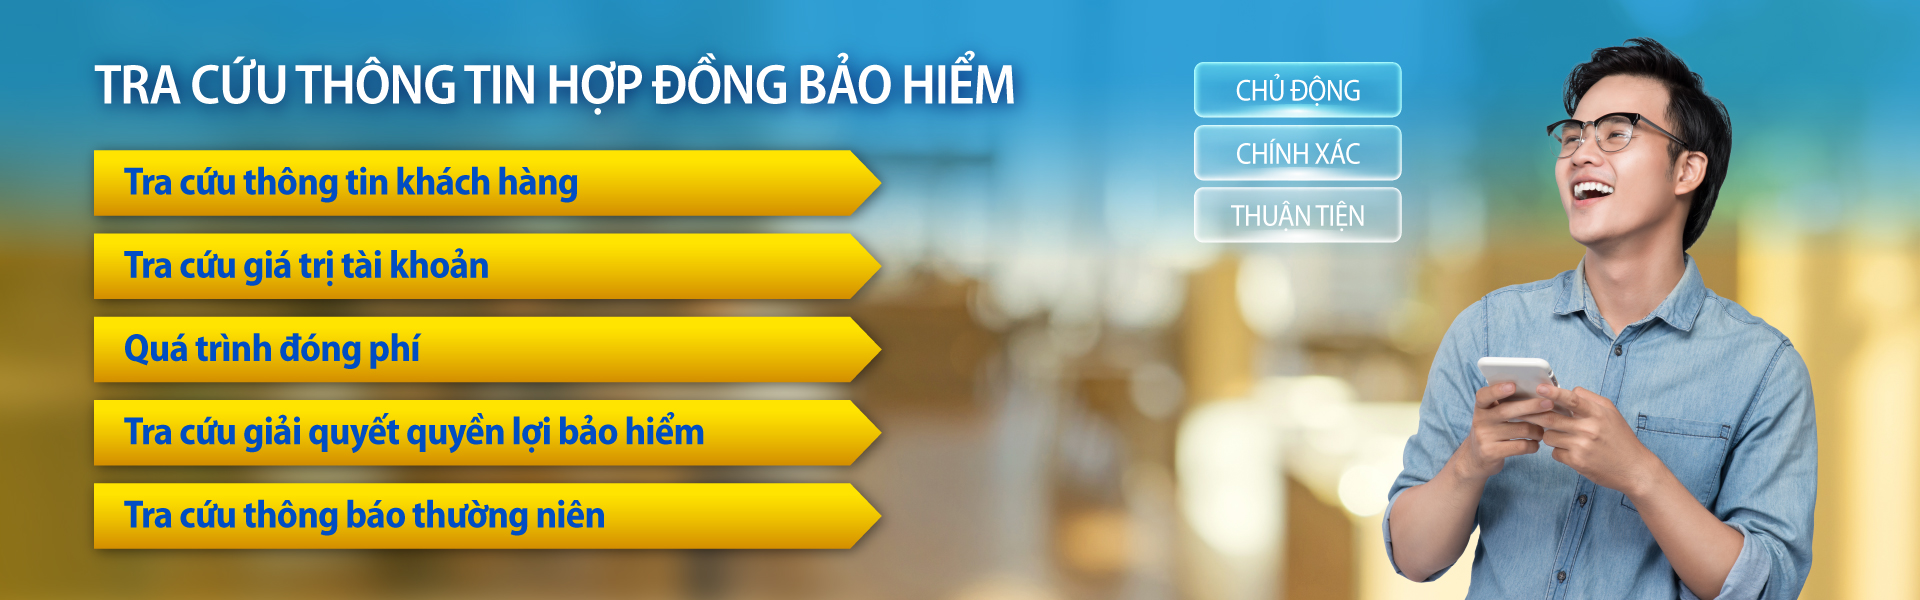 TRA CỨU THÔNG TIN HỢP ĐỒNG BẢO HIỂM
Tra cứu thông tin khách hàng
Tra cứu giá trị tài khoản
Quá trình đóng phí
Tra cứu giải quyết quyền lợi bảo hiểm
Tra cứu thông báo thường niên
CHỦ ĐỘNG
CHÍNH XÁC
THUẬN TIỆN